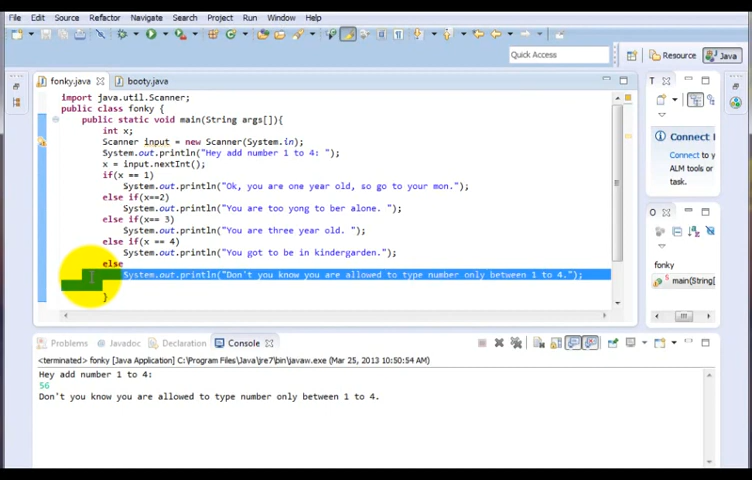 File Edit Source Refactor Navigate Search Project Run Window Help
Quick Access
Resource
Java
fonky.java
booty.java
import java.util.Scanner;
public class fonky {
public static void main(String args[]){
int x;
Scanner input = new Scanner(System.in);
System.out.println("Hey add number 1 to 4: ");
x = input.nextInt();
if(x == 1)
System.out.println("Ok, you are one year old, so go to your mon.");
else if(x==2)
System.out.println("You are too yong to ber alone. ");
else if(x== 3)
System.out.println("You are three year old. ");
else if(x == 4)
System.out.println("You got to be in kindergarden.");
else
System.out.println("Don't you know you are allowed to type number only between 1 to 4.");
}
T
Connect
Connect to y
ALM tools or
task.
O
fonky
main(String[
Problems
Javadoc
Declaration
Console
<terminated> fonky [Java Application] C:\Program Files\Java\jre7\bin\javaw.exe (Mar 25, 2013 10:50:54 AM)
Hey add number 1 to 4:
56
Don't you know you are allowed to type number only between 1 to 4.